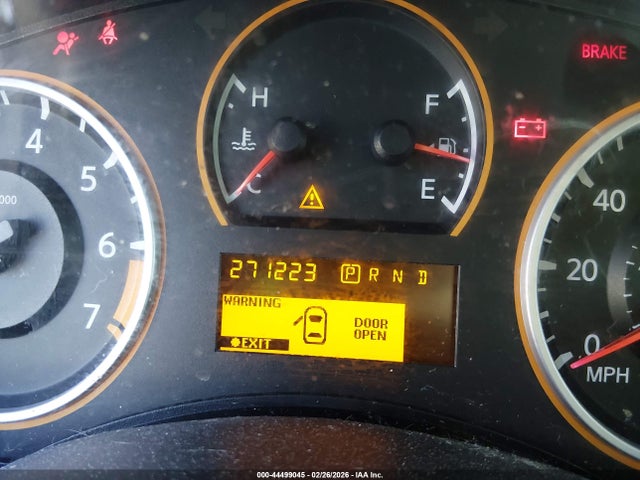 BRAKE
H
F
4
5
000
C
E
6
40
7
271223 P R N D
20
WARNING
DOOR
OPEN
EXIT
0
MPH
000-44499045 - 02/26/2026 - IAA Inc.